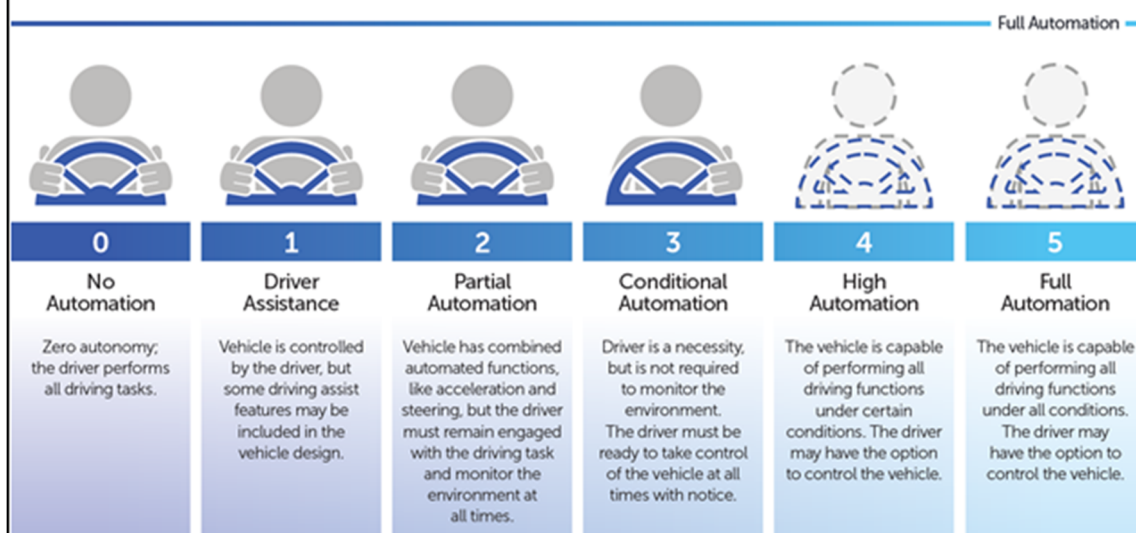 Full Automation
0
No
Automation
Zero autonomy;
the driver performs
all driving tasks.
1
Driver
Assistance
Vehicle is controlled
by the driver, but
some driving assist
features may be
included in the
vehicle design.
2
Partial
Automation
Vehicle has combined
automated functions,
like acceleration and
steering, but the driver
must remain engaged
with the driving task
and monitor the
environment at
all times.
3
Conditional
Automation
Driver is a necessity,
but is not required
to monitor the
environment.
The driver must be
ready to take control
of the vehicle at all
times with notice.
4
High
Automation
The vehicle is capable
of performing all
driving functions
under certain
conditions. The driver
may have the option
to control the vehicle.
5
Full
Automation
The vehicle is capable
of performing all
driving functions
under all conditions.
The driver may
have the option to
control the vehicle.